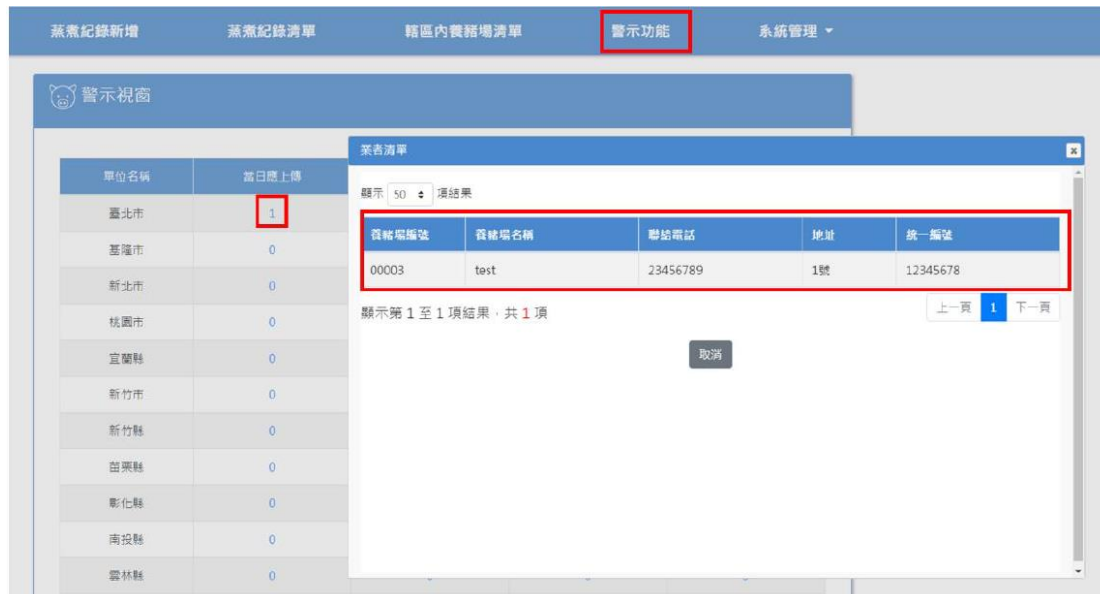 蒸煮紀錄新增 蒸煮紀錄清單 轄區內養豬場清單 警示功能 系統管理
警示視窗
單位名稱 當日應上傳
臺北市 1
基隆市 0
新北市 0
桃園市 0
宜蘭縣 0
新竹市 0
新竹縣 0
苗栗縣 0
彰化縣 0
南投縣 0
雲林縣 0
業者清單
顯示 50 項結果
養豬場編號 養豬場名稱 聯絡電話 地址 統一編號
00003 test 23456789 1號 12345678
顯示第 1 至 1 項結果，共 1 項
上一頁 1 下一頁
取消